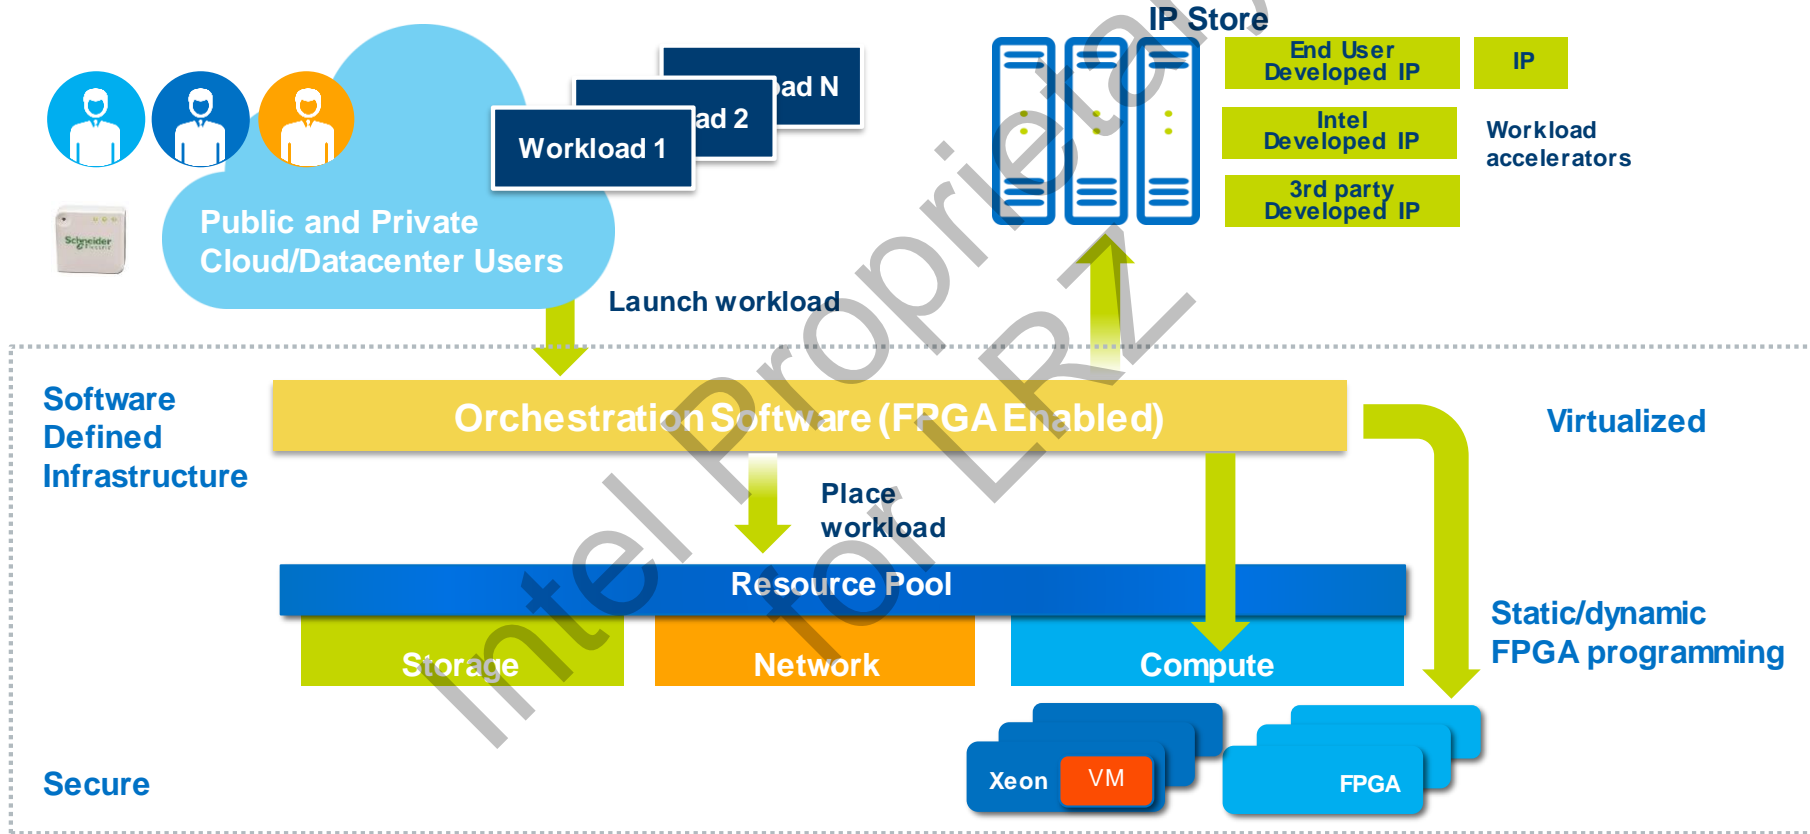 IP Store
End User
Developed IP
IP
Intel
Developed IP
Workload
accelerators
3rd party
Developed IP
Workload 1
ad 2
oad N
Schneider
Public and Private
Cloud/Datacenter Users
Launch workload
Software
Defined
Infrastructure
Orchestration Software (FPGA Enabled)
Virtualized
Place
workload
Resource Pool
Storage
Network
Compute
Static/dynamic
FPGA programming
Xeon
VM
FPGA
Secure
Intel Proprietary
for LRZ